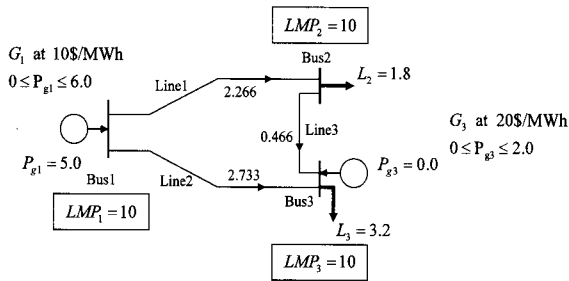 LMP₂ = 10
G₁ at 10$/MWh
0 ≤ P_g1 ≤ 6.0
Bus2
Line1
L₂ = 1.8
2.266
G₃ at 20$/MWh
0 ≤ P_g3 ≤ 2.0
0.466
Line3
P_g1 = 5.0
Bus1
Line2
2.733
P_g3 = 0.0
Bus3
LMP₁ = 10
L₃ = 3.2
LMP₃ = 10